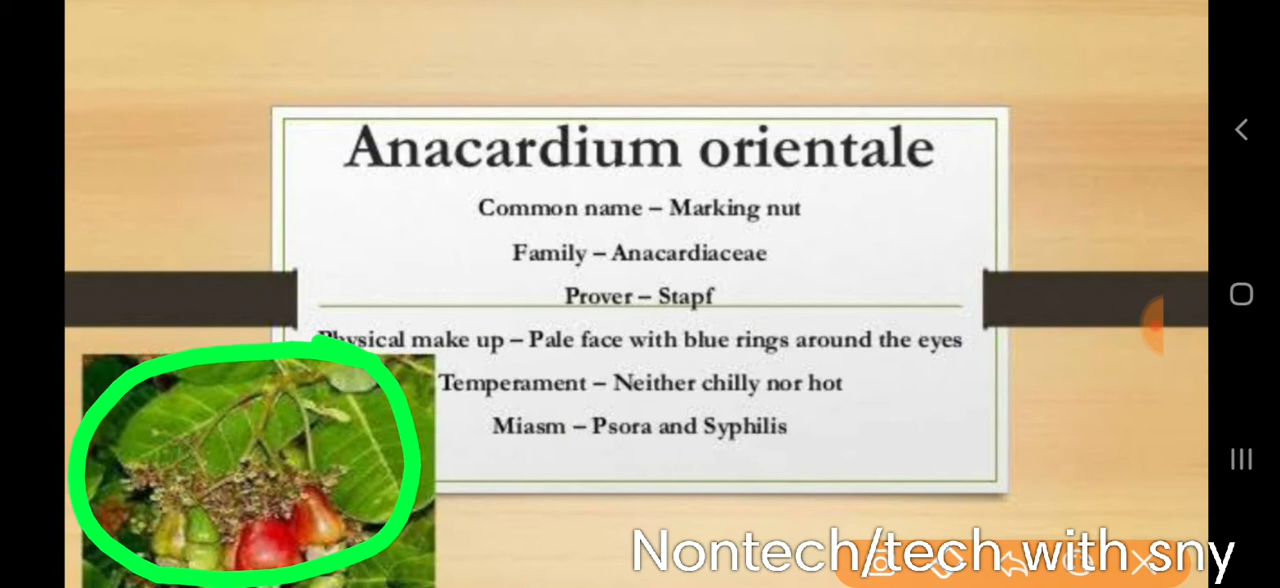 Anacardium orientale
Common name – Marking nut
Family – Anacardiaceae
Prover – Stapf
Physical make up – Pale face with blue rings around the eyes
Temperament – Neither chilly nor hot
Miasm – Psora and Syphilis
Nontech/tech with sny